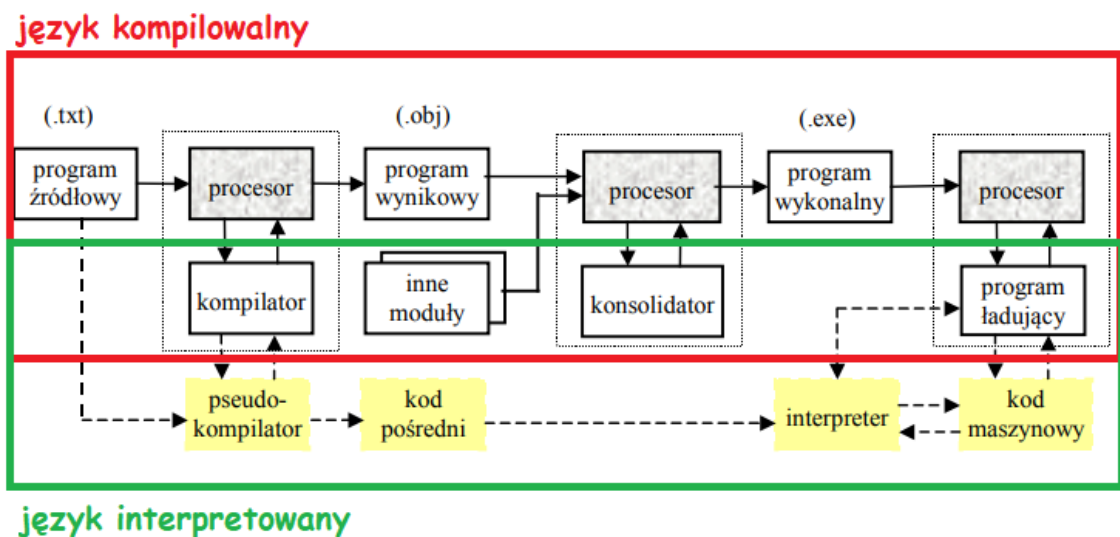 język kompilowalny
(.txt)
(.obj)
(.exe)
program
źródłowy
procesor
program
wynikowy
procesor
program
wykonalny
procesor
kompilator
inne
moduły
konsolidator
program
ładujący
pseudo-
kompilator
kod
pośredni
interpreter
kod
maszynowy
język interpretowany